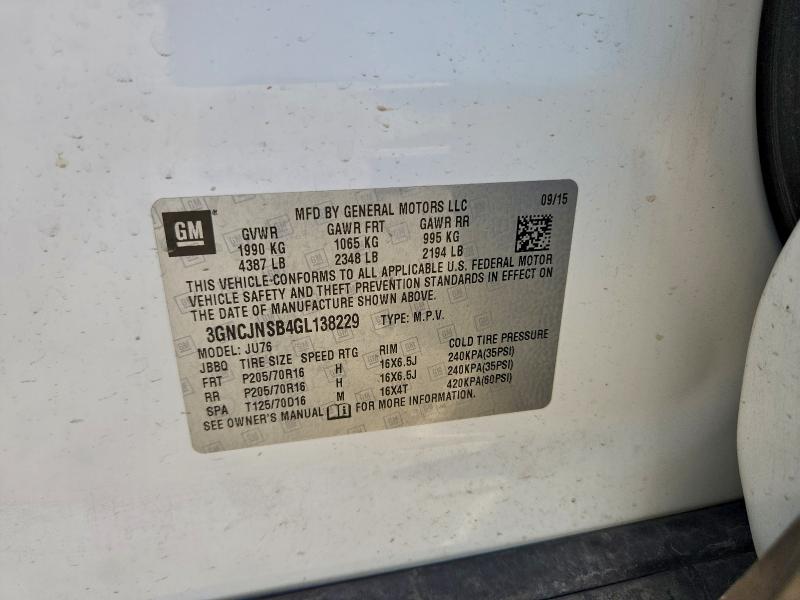 GM
MFD BY GENERAL MOTORS LLC 09/15
GVWR GAWR FRT GAWR RR
1990 KG 1065 KG 995 KG
4387 LB 2348 LB 2194 LB
THIS VEHICLE-CONFORMS TO ALL APPLICABLE U.S. FEDERAL MOTOR
VEHICLE SAFETY AND THEFT PREVENTION STANDARDS IN EFFECT ON
THE DATE OF MANUFACTURE SHOWN ABOVE.
3GNCJNSB4GL138229 TYPE: M.P.V.
MODEL: JU76
JBBQ TIRE SIZE SPEED RTG RIM COLD TIRE PRESSURE
FRT P205/70R16 H 16X6.5J 240KPA(35PSI)
RR P205/70R16 H 16X6.5J 240KPA(35PSI)
SPA T125/70D16 M 16X4T 420KPA(60PSI)
SEE OWNER'S MANUAL FOR MORE INFORMATION.